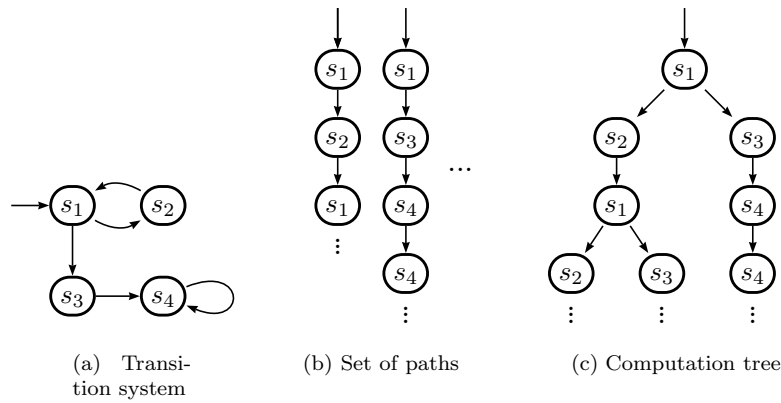 s₁
s₂
s₃
s₄
(a) Transi-
tion system
s₁
s₂
s₁
⋮
s₁
s₃
s₄
s₄
⋮
...
(b) Set of paths
s₁
s₂
s₃
s₁
s₄
s₂
s₃
s₄
⋮
⋮
⋮
(c) Computation tree